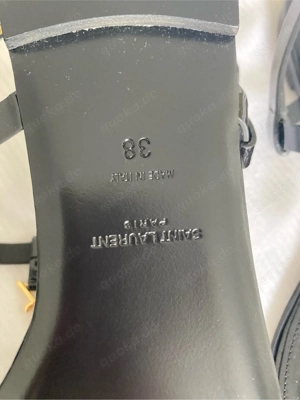 38
MADE IN ITALY
SAINT LAURENT
PARIS